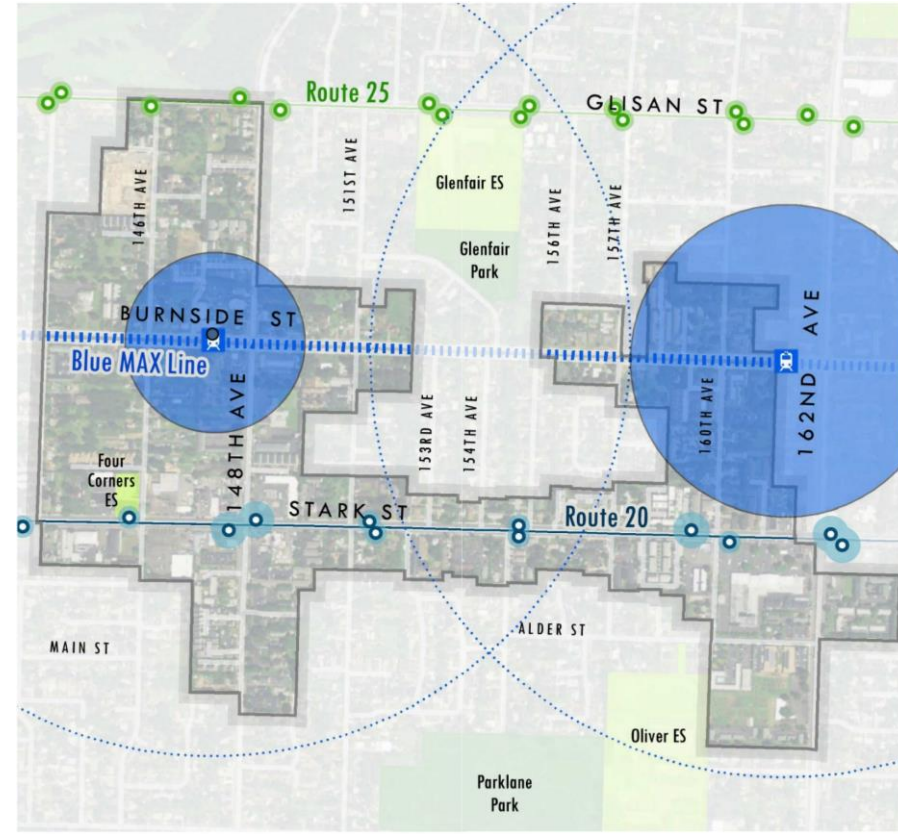 Route 25
GLISAN ST
151ST AVE
146TH AVE
Glenfair ES
156TH AVE
157TH AVE
Glenfair
Park
BURNSIDE ST
162ND AVE
Blue MAX Line
148TH AVE
153RD AVE
154TH AVE
160TH AVE
Four
Corners
ES
STARK ST
Route 20
MAIN ST
ALDER ST
Oliver ES
Parklane
Park